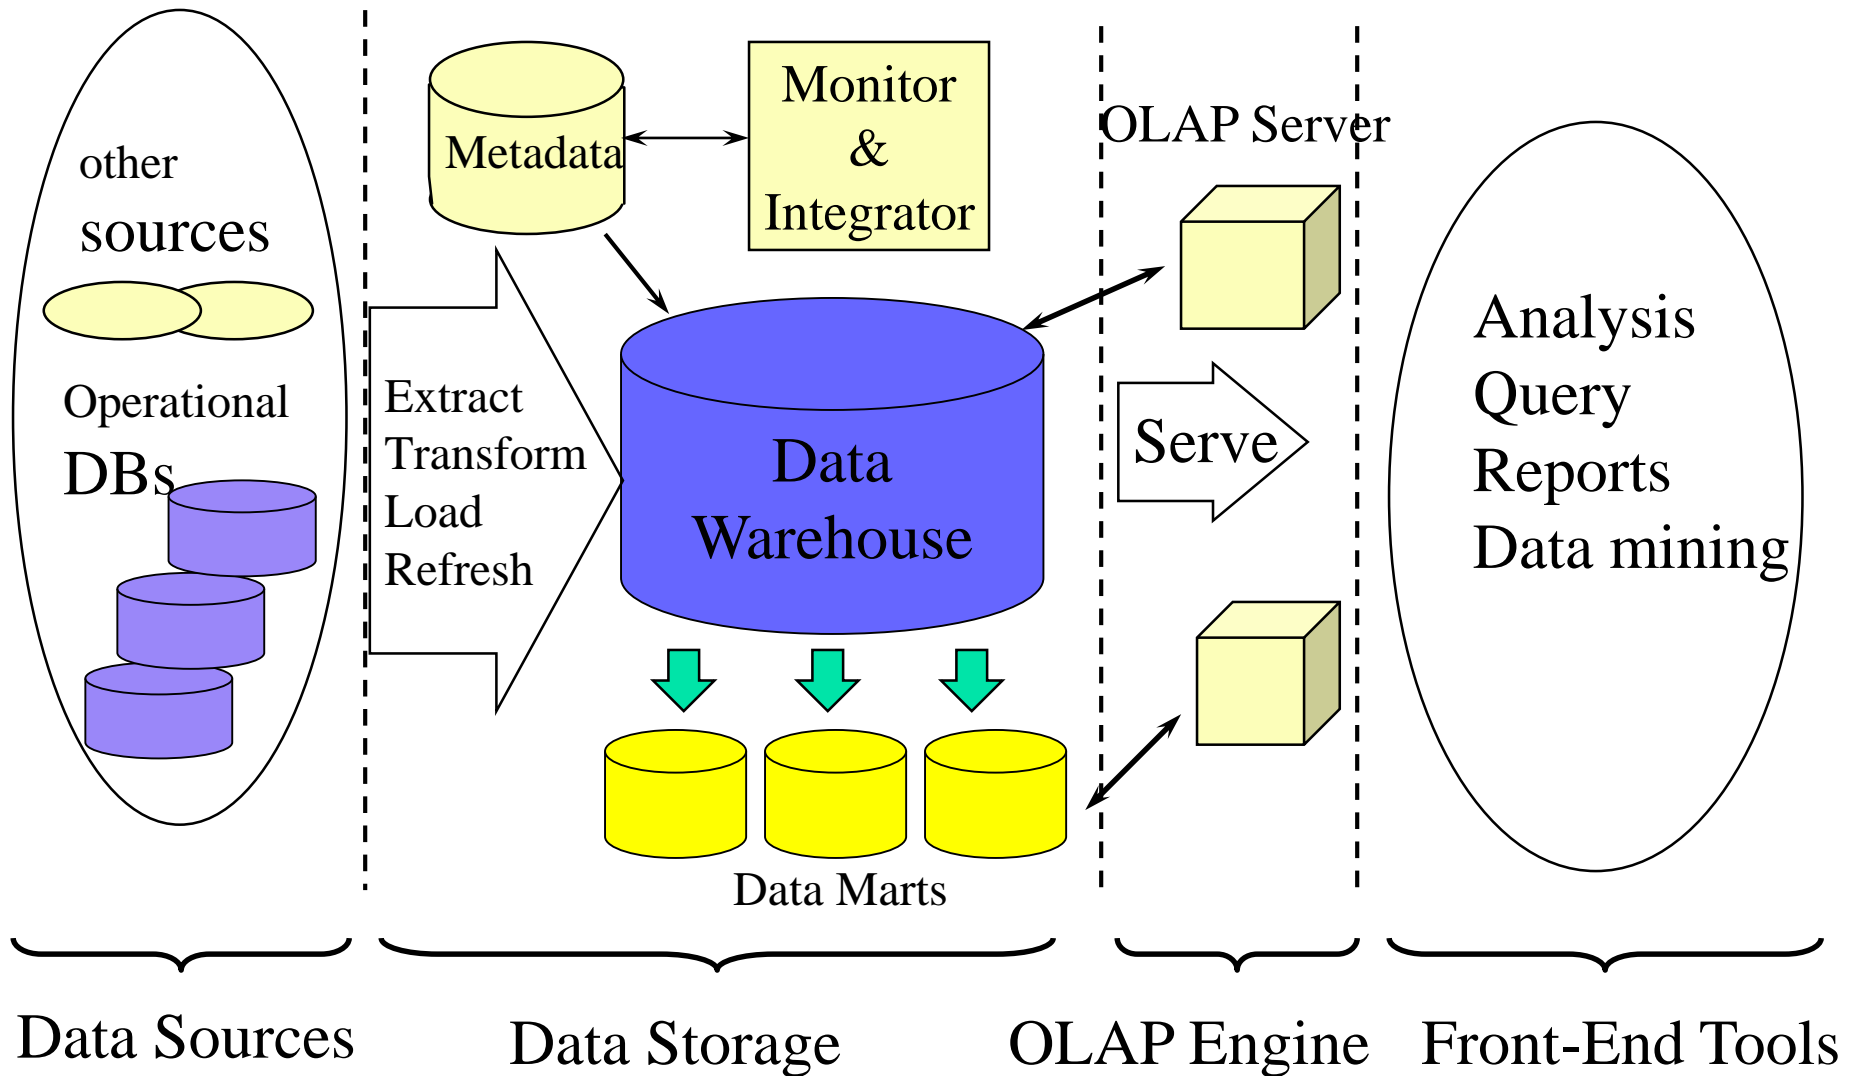 other
sources
Operational
DBs
Metadata
Monitor
&
Integrator
Extract
Transform
Load
Refresh
Data
Warehouse
Data Marts
OLAP Server
Serve
Analysis
Query
Reports
Data mining
Data Sources
Data Storage
OLAP Engine
Front-End Tools